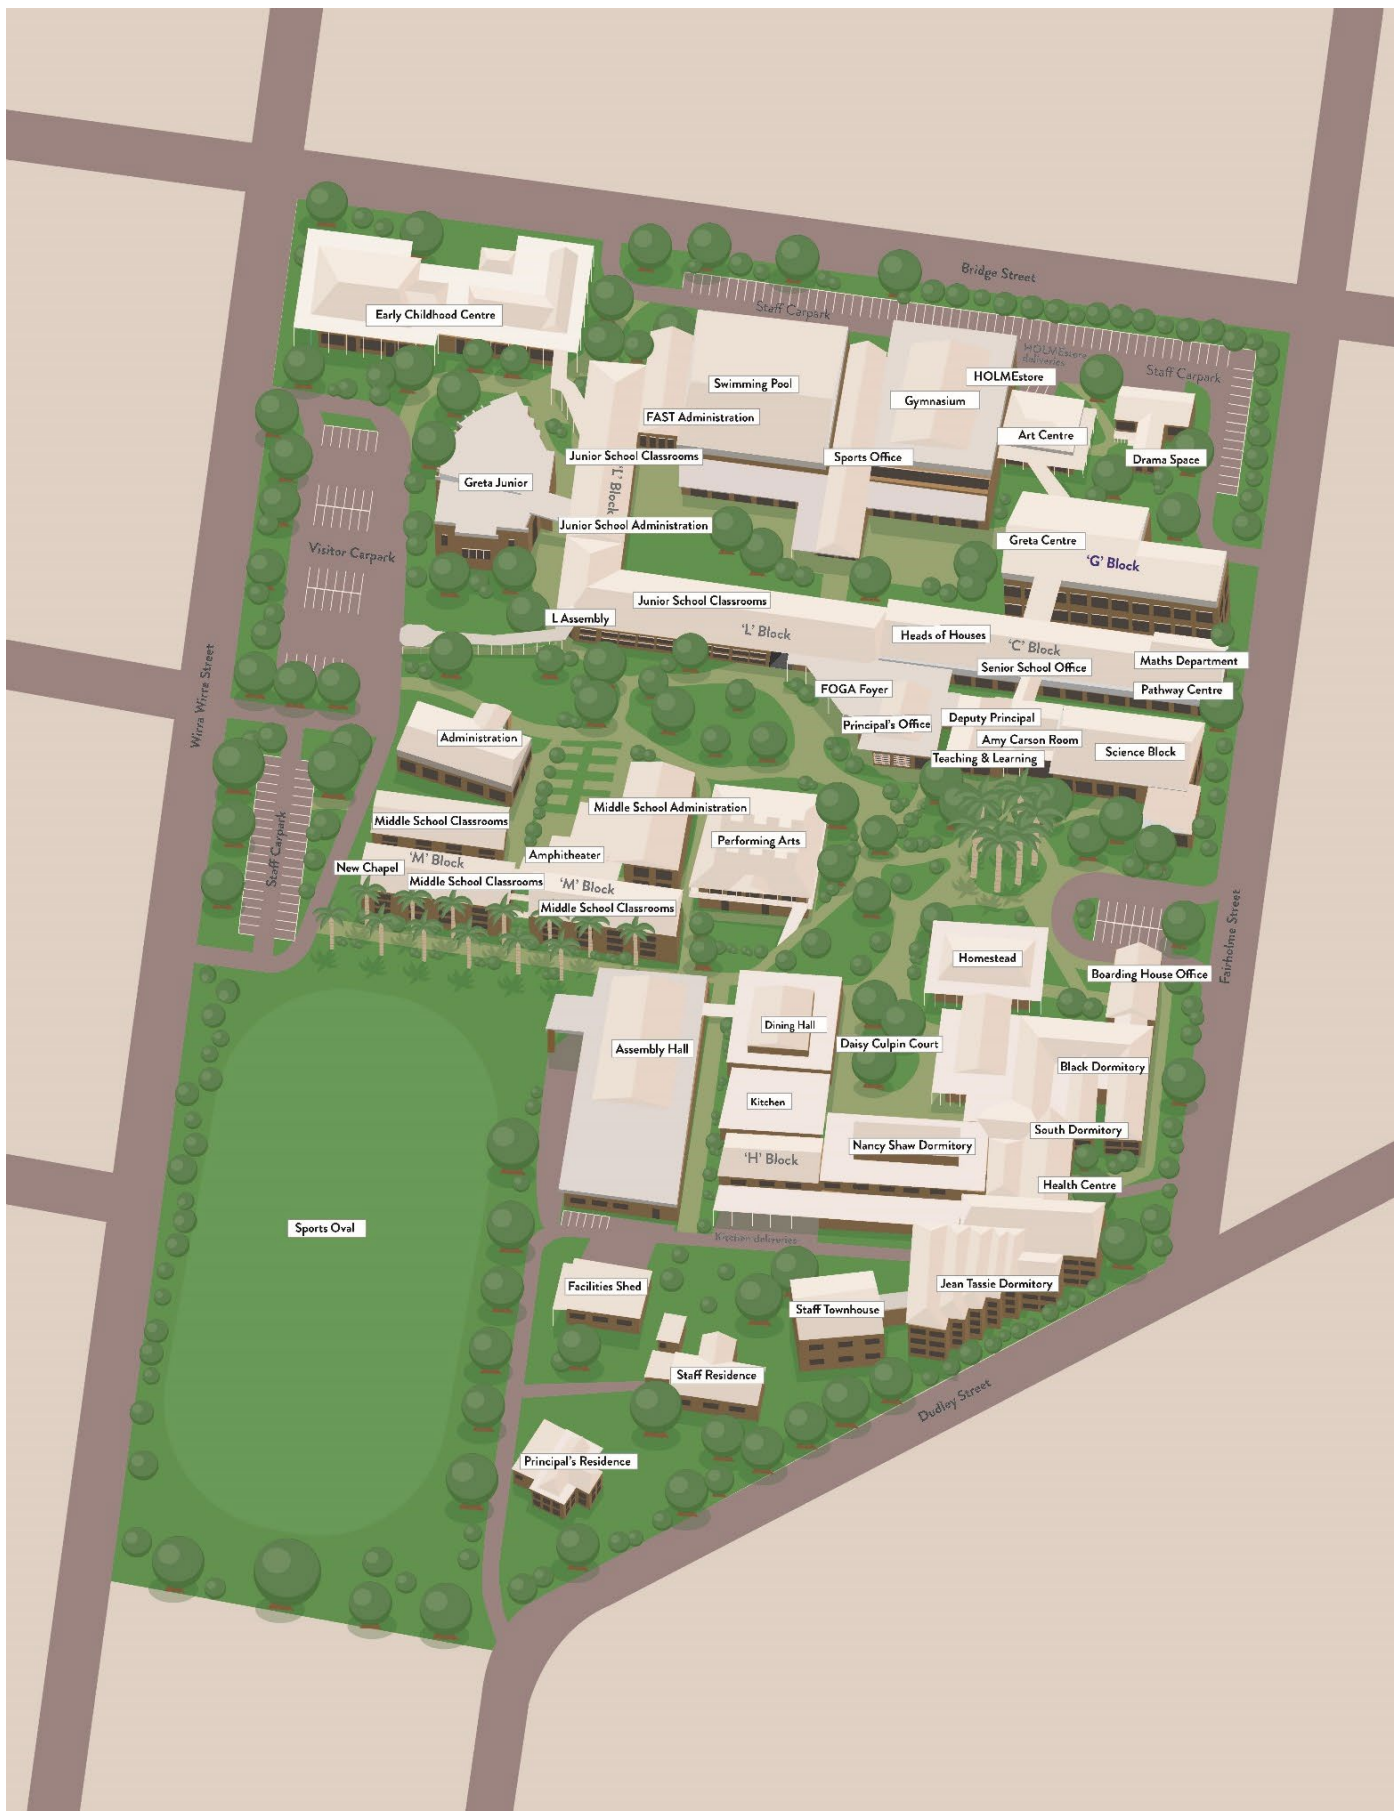 Bridge Street
Staff Carpark
Early Childhood Centre
HOLMEstore
deliveries
Staff Carpark
HOLMEstore
Swimming Pool
Gymnasium
FAST Administration
Art Centre
Junior School Classrooms
Sports Office
Drama Space
Greta Junior
'L' Block
Junior School Administration
Greta Centre
Visitor Carpark
'G' Block
Junior School Classrooms
L Assembly
'L' Block
Heads of Houses
'C' Block
Maths Department
Senior School Office
Wirra Wirra Street
FOGA Foyer
Pathway Centre
Principal's Office
Deputy Principal
Administration
Amy Carson Room
Science Block
Teaching & Learning
Middle School Administration
Middle School Classrooms
Performing Arts
Staff Carpark
Amphitheater
'M' Block
New Chapel
Middle School Classrooms
'M' Block
Middle School Classrooms
Fairholme Street
Homestead
Boarding House Office
Dining Hall
Assembly Hall
Daisy Culpin Court
Black Dormitory
Kitchen
South Dormitory
Nancy Shaw Dormitory
'H' Block
Health Centre
Sports Oval
Kitchen deliveries
Facilities Shed
Jean Tassie Dormitory
Staff Townhouse
Staff Residence
Dudley Street
Principal's Residence